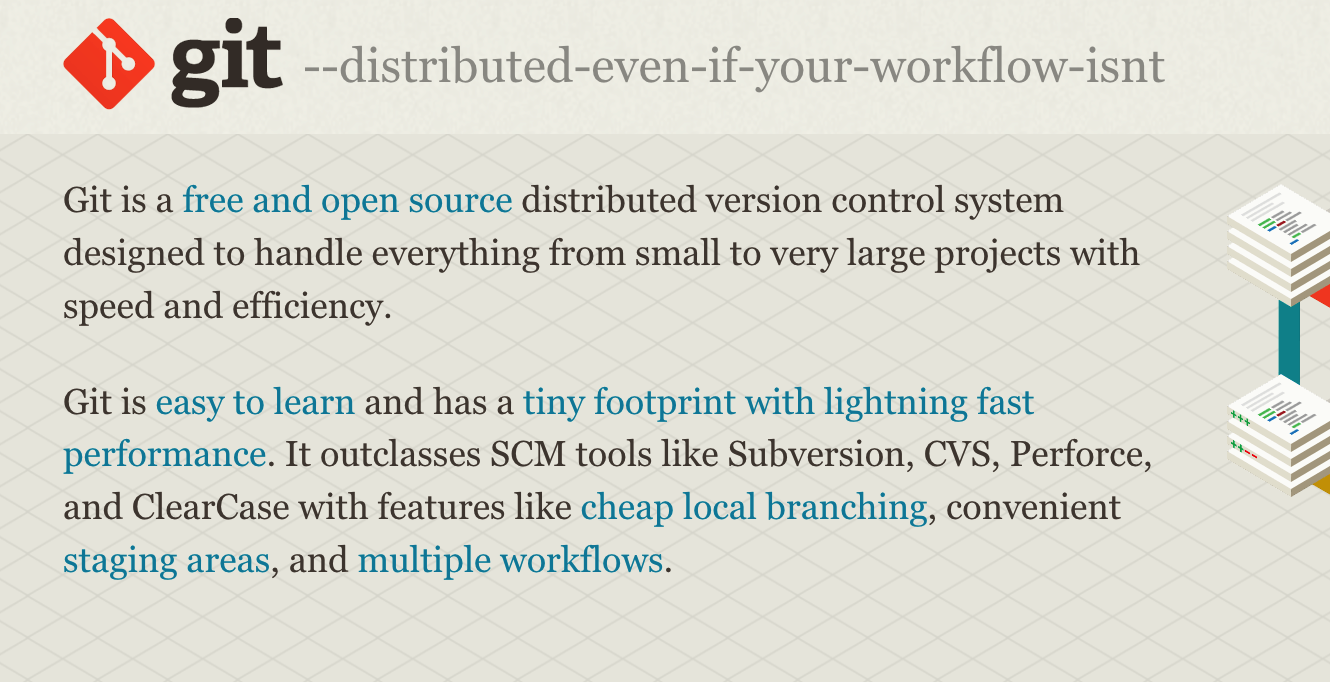 git --distributed-even-if-your-workflow-isnt
Git is a free and open source distributed version control system
designed to handle everything from small to very large projects with
speed and efficiency.
Git is easy to learn and has a tiny footprint with lightning fast
performance. It outclasses SCM tools like Subversion, CVS, Perforce,
and ClearCase with features like cheap local branching, convenient
staging areas, and multiple workflows.